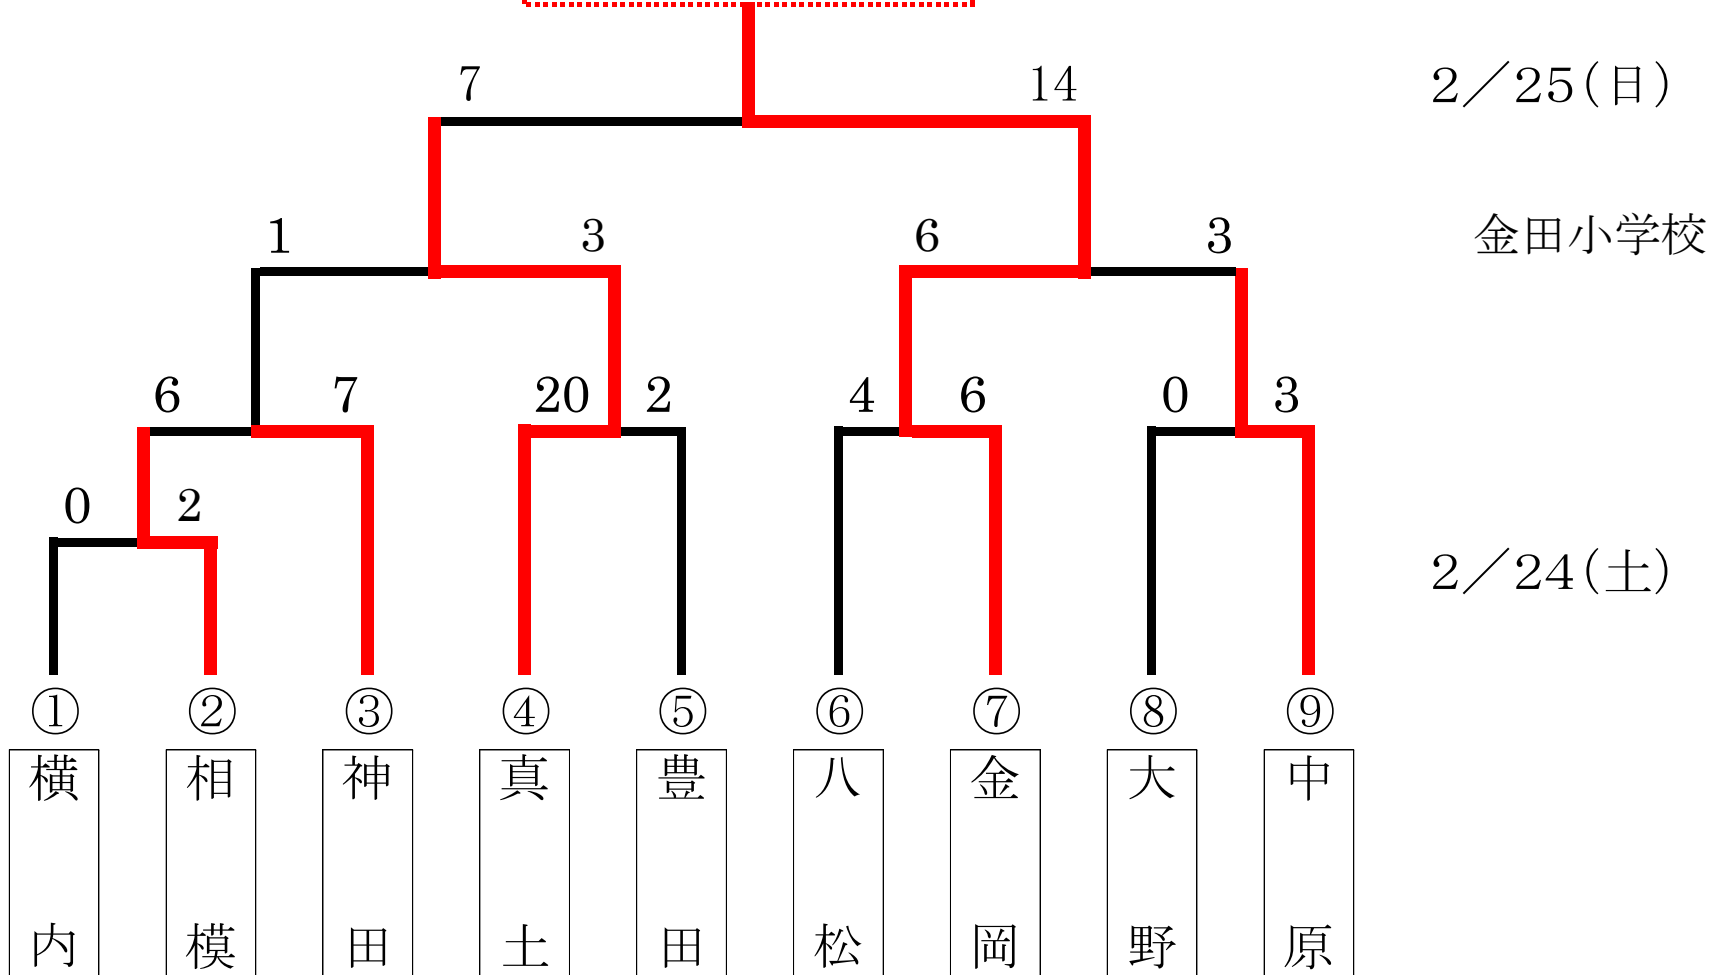 7 14 2／25(日)
1 3 6 3 金田小学校
6 7 20 2 4 6 0 3
0 2
2／24(土)
① ② ③ ④ ⑤ ⑥ ⑦ ⑧ ⑨
横内
相模
神田
真土
豊田
八松
金岡
大野
中原